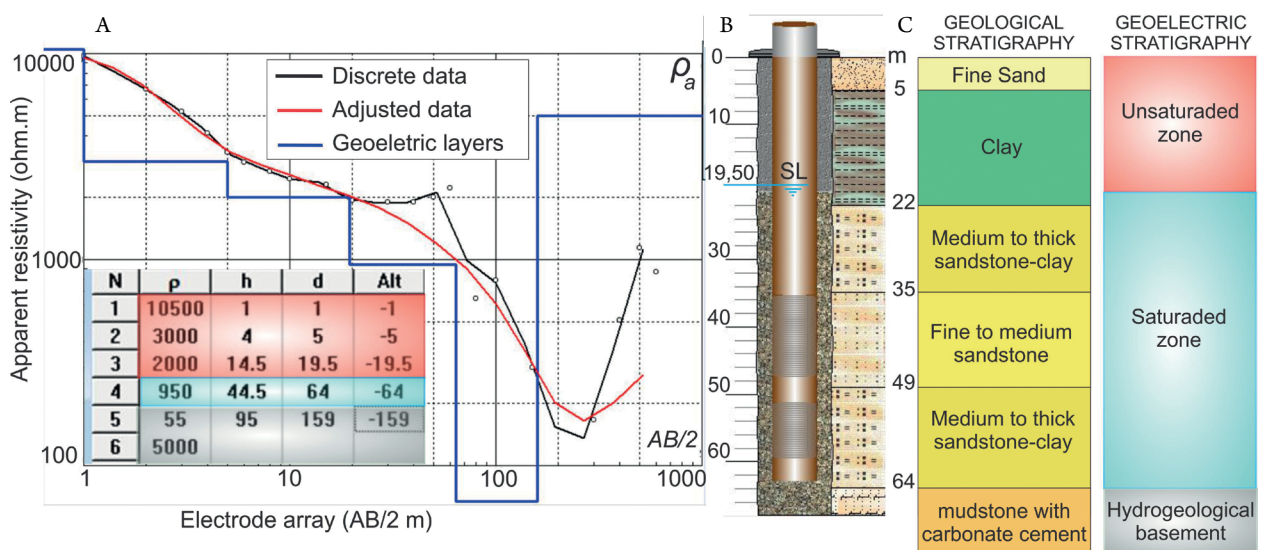 A
10000
1000
100
Apparent resistivity (ohm.m)
ρa
Discrete data
Adjusted data
Geoeletric layers
N ρ h d Alt
1 10500 1 1 -1
2 3000 4 5 -5
3 2000 14.5 19.5 -19.5
4 950 44.5 64 -64
5 55 95 159 -159
6 5000
AB/2
1 10 100 1000
Electrode array (AB/2 m)
B
0
10
19,50
SL
30
40
50
60
C
GEOLOGICAL
STRATIGRAPHY
m
5
22
35
49
64
Fine Sand
Clay
Medium to thick
sandstone-clay
Fine to medium
sandstone
Medium to thick
sandstone-clay
mudstone with
carbonate cement
GEOELECTRIC
STRATIGRAPHY
Unsaturaded
zone
Saturaded
zone
Hydrogeological
basement